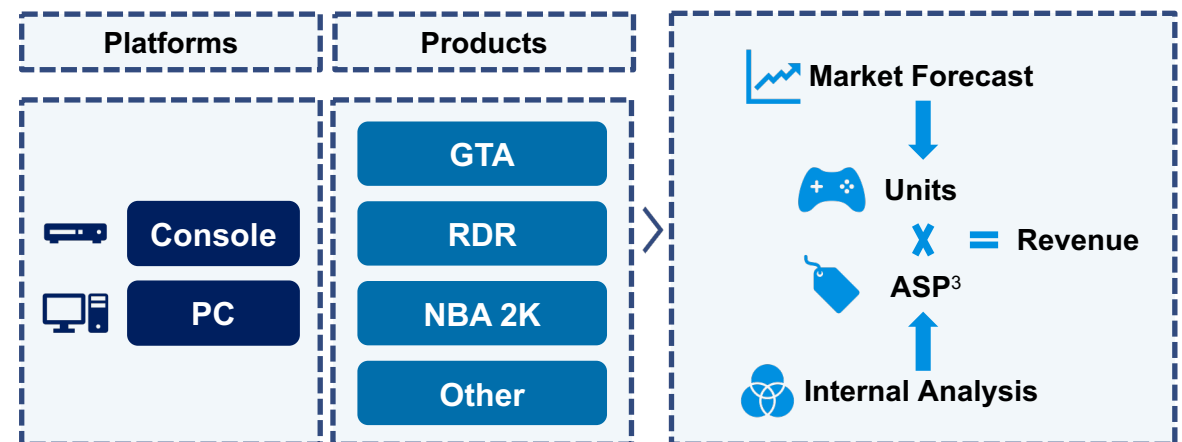 Platforms
Products
Console
PC
GTA
RDR
NBA 2K
Other
Market Forecast
Units
= Revenue
ASP³
Internal Analysis